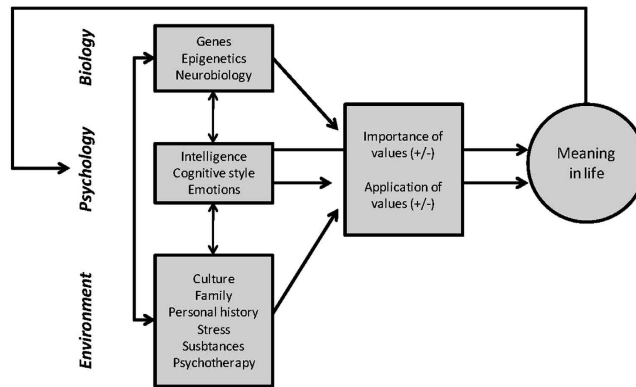 Biology
Genes
Epigenetics
Neurobiology
Psychology
Intelligence
Cognitive style
Emotions
Environment
Culture
Family
Personal history
Stress
Susbtances
Psychotherapy
Importance of
values (+/-)
Application of
values (+/-)
Meaning
in life